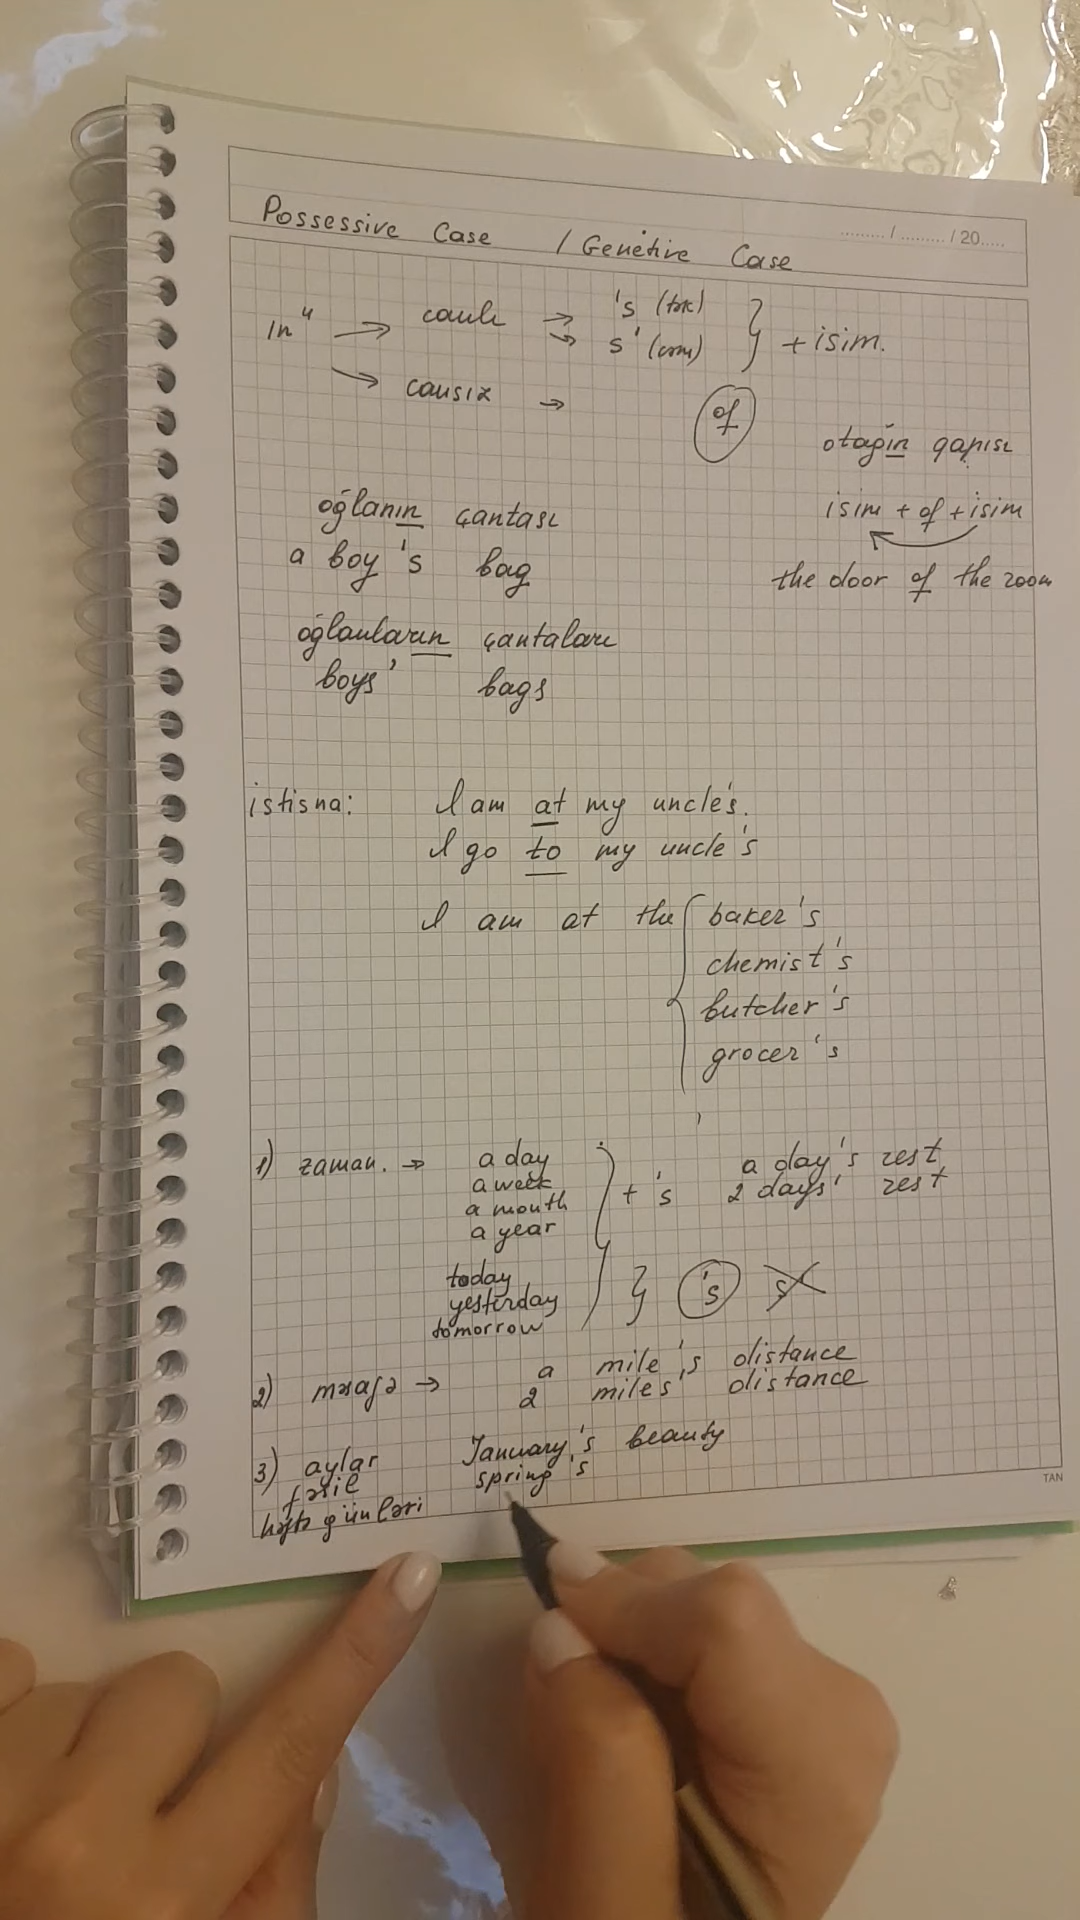 Possessive Case / Genetive Case
......... / ......... / 20.....
in⁴ → canlı → 's (tək)
→ s' (cəm) } + isim.
→ cansız → of
otağın qapısı
oğlanın çantası
isim + of + isim
a boy's bag
the door of the room
oğlanların çantaları
boys' bags
istisna: I am at my uncle's.
I go to my uncle's
I am at the { baker's
chemist's
butcher's
grocer's
1) zaman. → a day
a week
a month
a year
+ 's
a day's rest
2 days' rest
today
yesterday
tomorrow
} 's s'
2) məsafə → a mile's distance
2 miles' distance
3) aylar January's beauty
fəsil spring's
həftə günləri
TAN